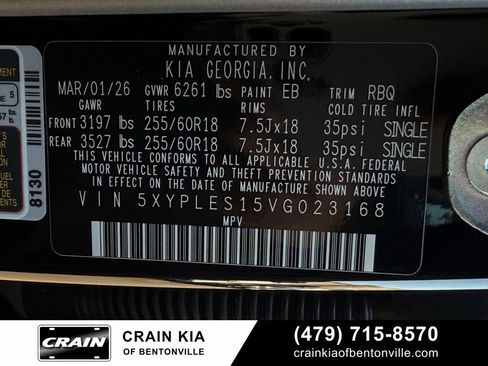 MANUFACTURED BY
KIA GEORGIA, INC.
MAR/01/26 GVWR 6261 lbs PAINT EB TRIM RBQ
GAWR TIRES RIMS COLD TIRE INFL
FRONT 3197 lbs 255/60R18 7.5Jx18 35psi SINGLE
REAR 3527 lbs 255/60R18 7.5Jx18 35psi SINGLE
THIS VEHICLE CONFORMS TO ALL APPLICABLE U.S.A. FEDERAL
MOTOR VEHICLE SAFETY AND THEFT PREVENTION STANDARDS
IN EFFECT ON THE DATE OF MANUFACTURE SHOWN ABOVE.
VIN 5XYPLES15VG023168
MPV
8130
5
CRAIN
CRAIN KIA
OF BENTONVILLE
(479) 715-8570
crainkiaofbentonville.com